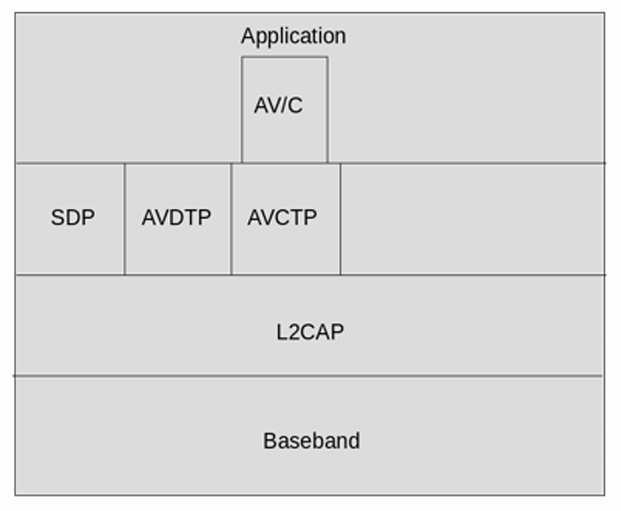 Application
AV/C
SDP AVDTP AVCTP
L2CAP
Baseband